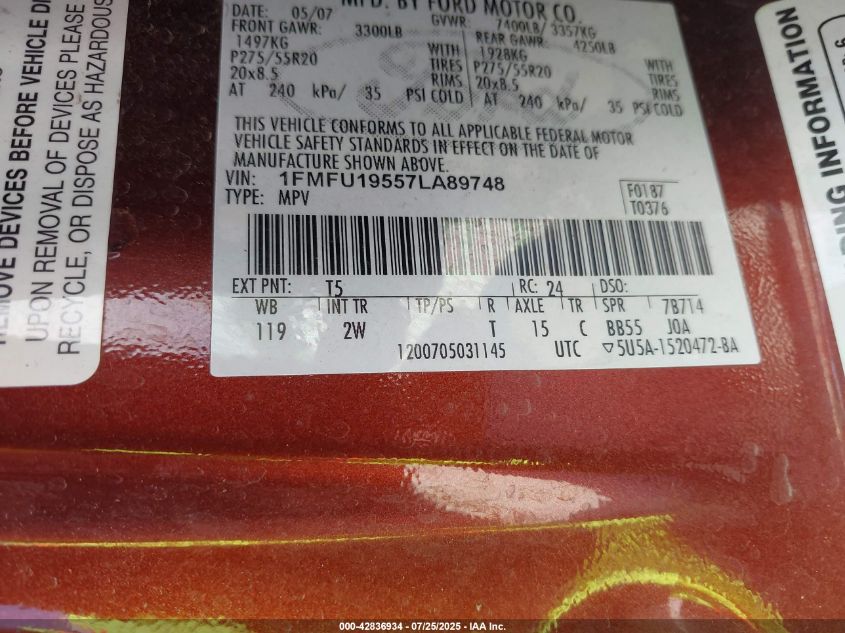 MFD. BY FORD MOTOR CO.
DATE: 05/07 GVWR: 7400LB/ 3357KG
FRONT GAWR: 3300LB REAR GAWR: 4250LB
1497KG WITH 1928KG WITH
P275/55R20 TIRES P275/55R20 TIRES
20x8.5 RIMS 20x8.5 RIMS
AT 240 kPa/ 35 PSI COLD AT 240 kPa/ 35 PSI COLD
THIS VEHICLE CONFORMS TO ALL APPLICABLE FEDERAL MOTOR
VEHICLE SAFETY STANDARDS IN EFFECT ON THE DATE OF
MANUFACTURE SHOWN ABOVE.
VIN: 1FMFU19557LA89748 F0187
TYPE: MPV T0376
EXT PNT: T5 RC: 24 DSO:
WB INT TR TP/PS R AXLE TR SPR 7B714
119 2W T 15 C BB55 JOA
1200705031145 UTC ▽5U5A-1520472-BA
MOVE DEVICES BEFORE VEHICLE DI
UPON REMOVAL OF DEVICES PLEASE
RECYCLE, OR DISPOSE AS HAZARDOUS
ING INFORMATION
000-42836934 / 07/25/2025 - IAA Inc.